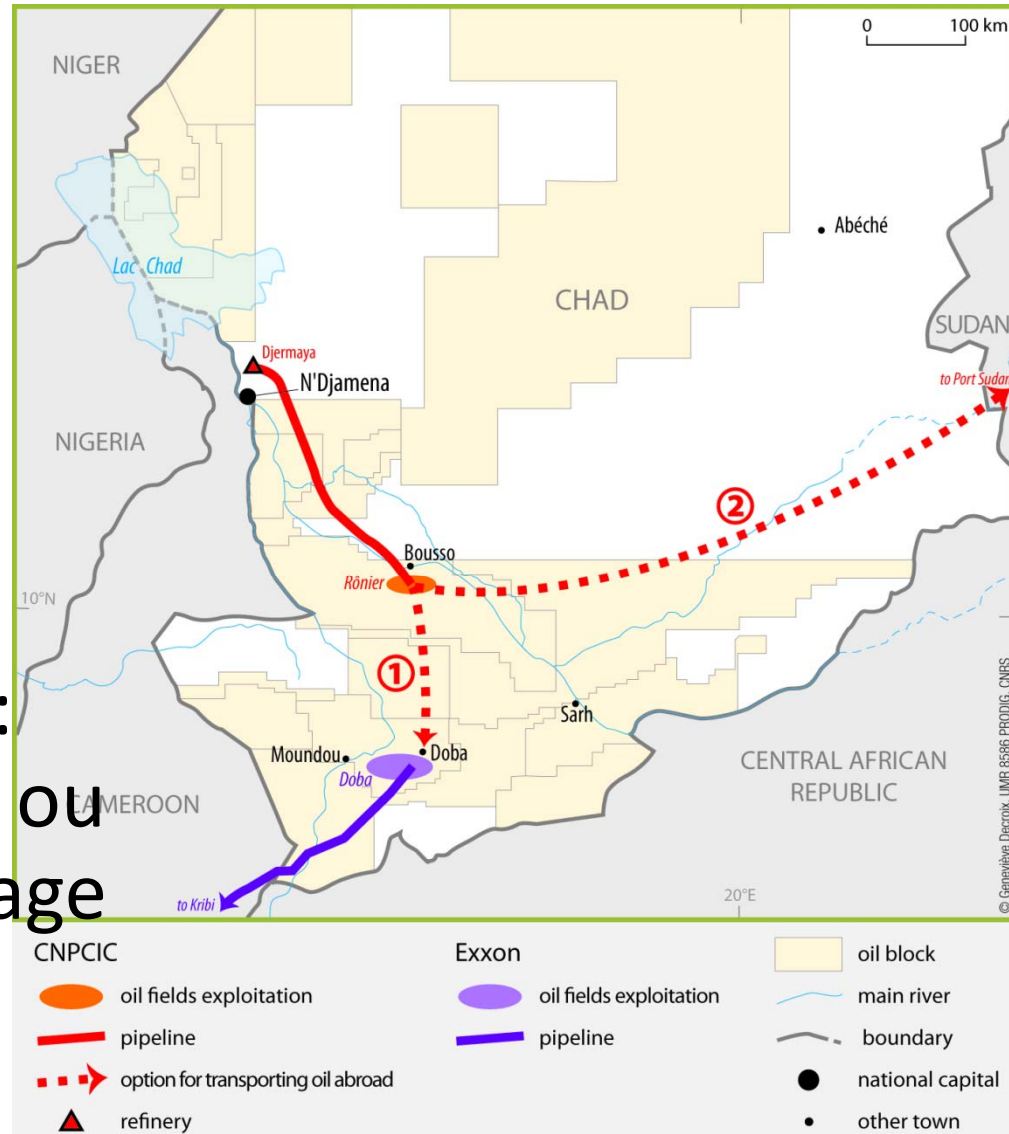 0 100 km
NIGER
Abéché
Lac Chad
CHAD
SUDAN
Djermaya
to Port Sudan
N'Djamena
NIGERIA
②
Bousso
Rônier
10°N
①
:
Sarh
Moundou
Doba
Doba
CENTRAL AFRICAN
REPUBLIC
ou
CAMEROON
age
20°E
to Kribi
© Geneviève Decroix, UMR 8586 PRODIG, CNRS
CNPCIC
oil fields exploitation
pipeline
option for transporting oil abroad
refinery
Exxon
oil fields exploitation
pipeline
oil block
main river
boundary
national capital
other town